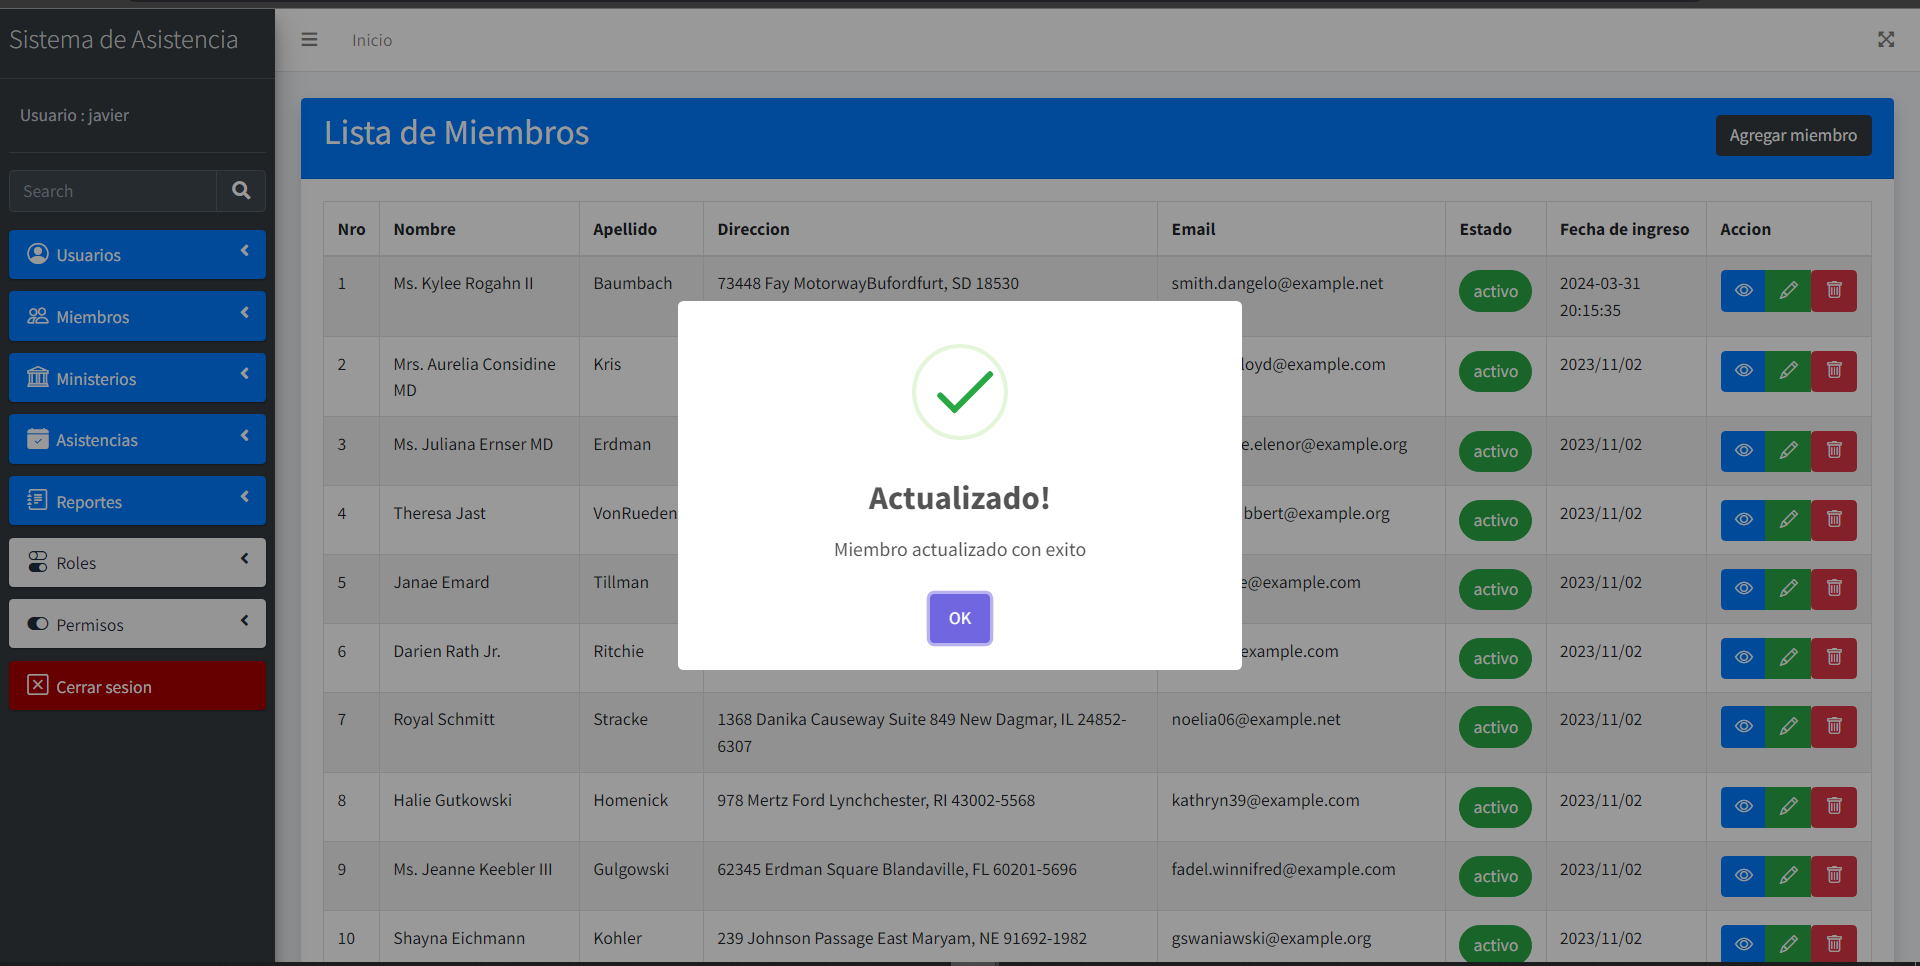 Sistema de Asistencia
Inicio
Usuario : javier
Search
Usuarios
Miembros
Ministerios
Asistencias
Reportes
Roles
Permisos
Cerrar sesion
Lista de Miembros
Agregar miembro
Nro Nombre Apellido Direccion Email Estado Fecha de ingreso Accion
1 Ms. Kylee Rogahn II Baumbach 73448 Fay MotorwayBufordfurt, SD 18530 smith.dangelo@example.net activo 2024-03-31
20:15:35
2 Mrs. Aurelia Considine Kris loyd@example.com activo 2023/11/02
MD
3 Ms. Juliana Ernser MD Erdman e.elenor@example.org activo 2023/11/02
4 Theresa Jast VonRueden bbert@example.org activo 2023/11/02
5 Janae Emard Tillman e@example.com activo 2023/11/02
6 Darien Rath Jr. Ritchie example.com activo 2023/11/02
7 Royal Schmitt Stracke 1368 Danika Causeway Suite 849 New Dagmar, IL 24852- noelia06@example.net activo 2023/11/02
6307
8 Halie Gutkowski Homenick 978 Mertz Ford Lynchchester, RI 43002-5568 kathryn39@example.com activo 2023/11/02
9 Ms. Jeanne Keebler III Gulgowski 62345 Erdman Square Blandaville, FL 60201-5696 fadel.winnifred@example.com activo 2023/11/02
10 Shayna Eichmann Kohler 239 Johnson Passage East Maryam, NE 91692-1982 gswaniawski@example.org activo 2023/11/02
Actualizado!
Miembro actualizado con exito
OK